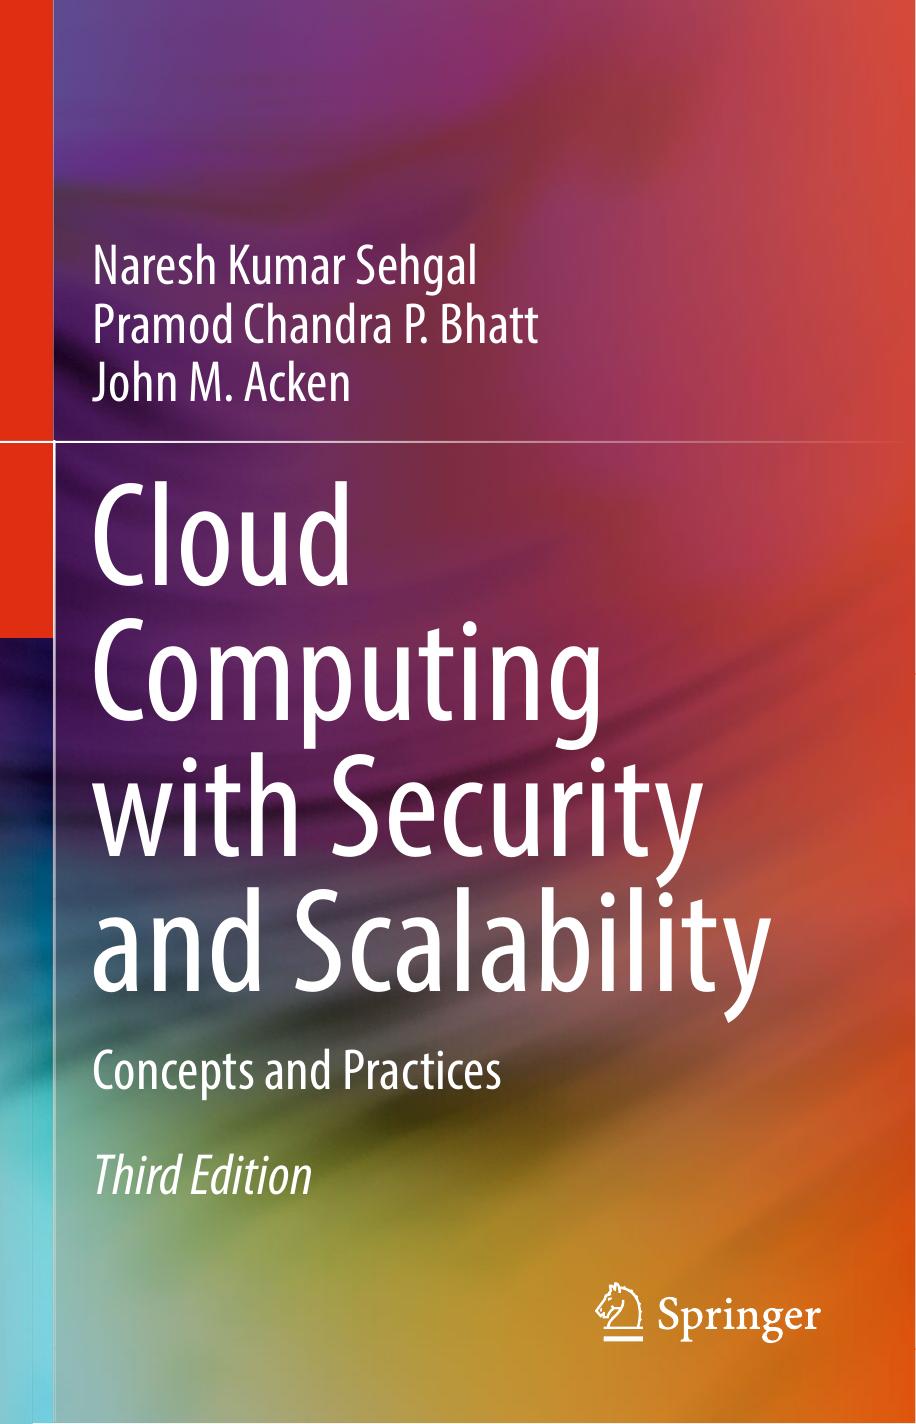 Naresh Kumar Sehgal
Pramod Chandra P. Bhatt
John M. Acken
Cloud
Computing
with Security
and Scalability
Concepts and Practices
Third Edition
Springer